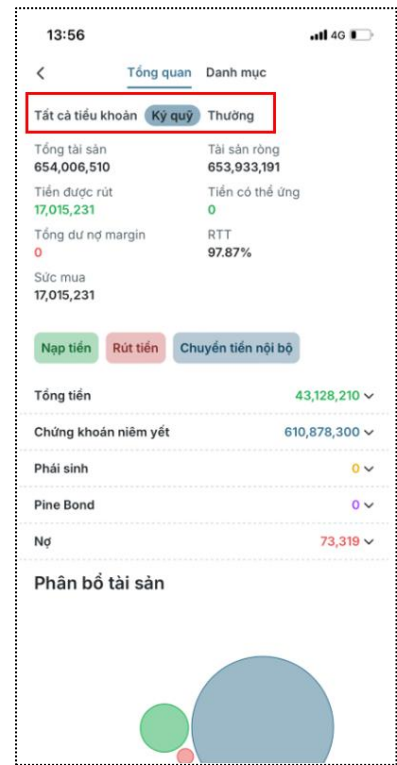 13:56 4G
Tổng quan Danh mục
Tất cả tiểu khoản Ký quỹ Thường
Tổng tài sản Tài sản ròng
654,006,510 653,933,191
Tiền được rút Tiền có thể ứng
17,015,231 0
Tổng dư nợ margin RTT
0 97.87%
Sức mua
17,015,231
Nạp tiền Rút tiền Chuyển tiền nội bộ
Tổng tiền 43,128,210
Chứng khoán niêm yết 610,878,300
Phái sinh 0
Pine Bond 0
Nợ 73,319
Phân bổ tài sản